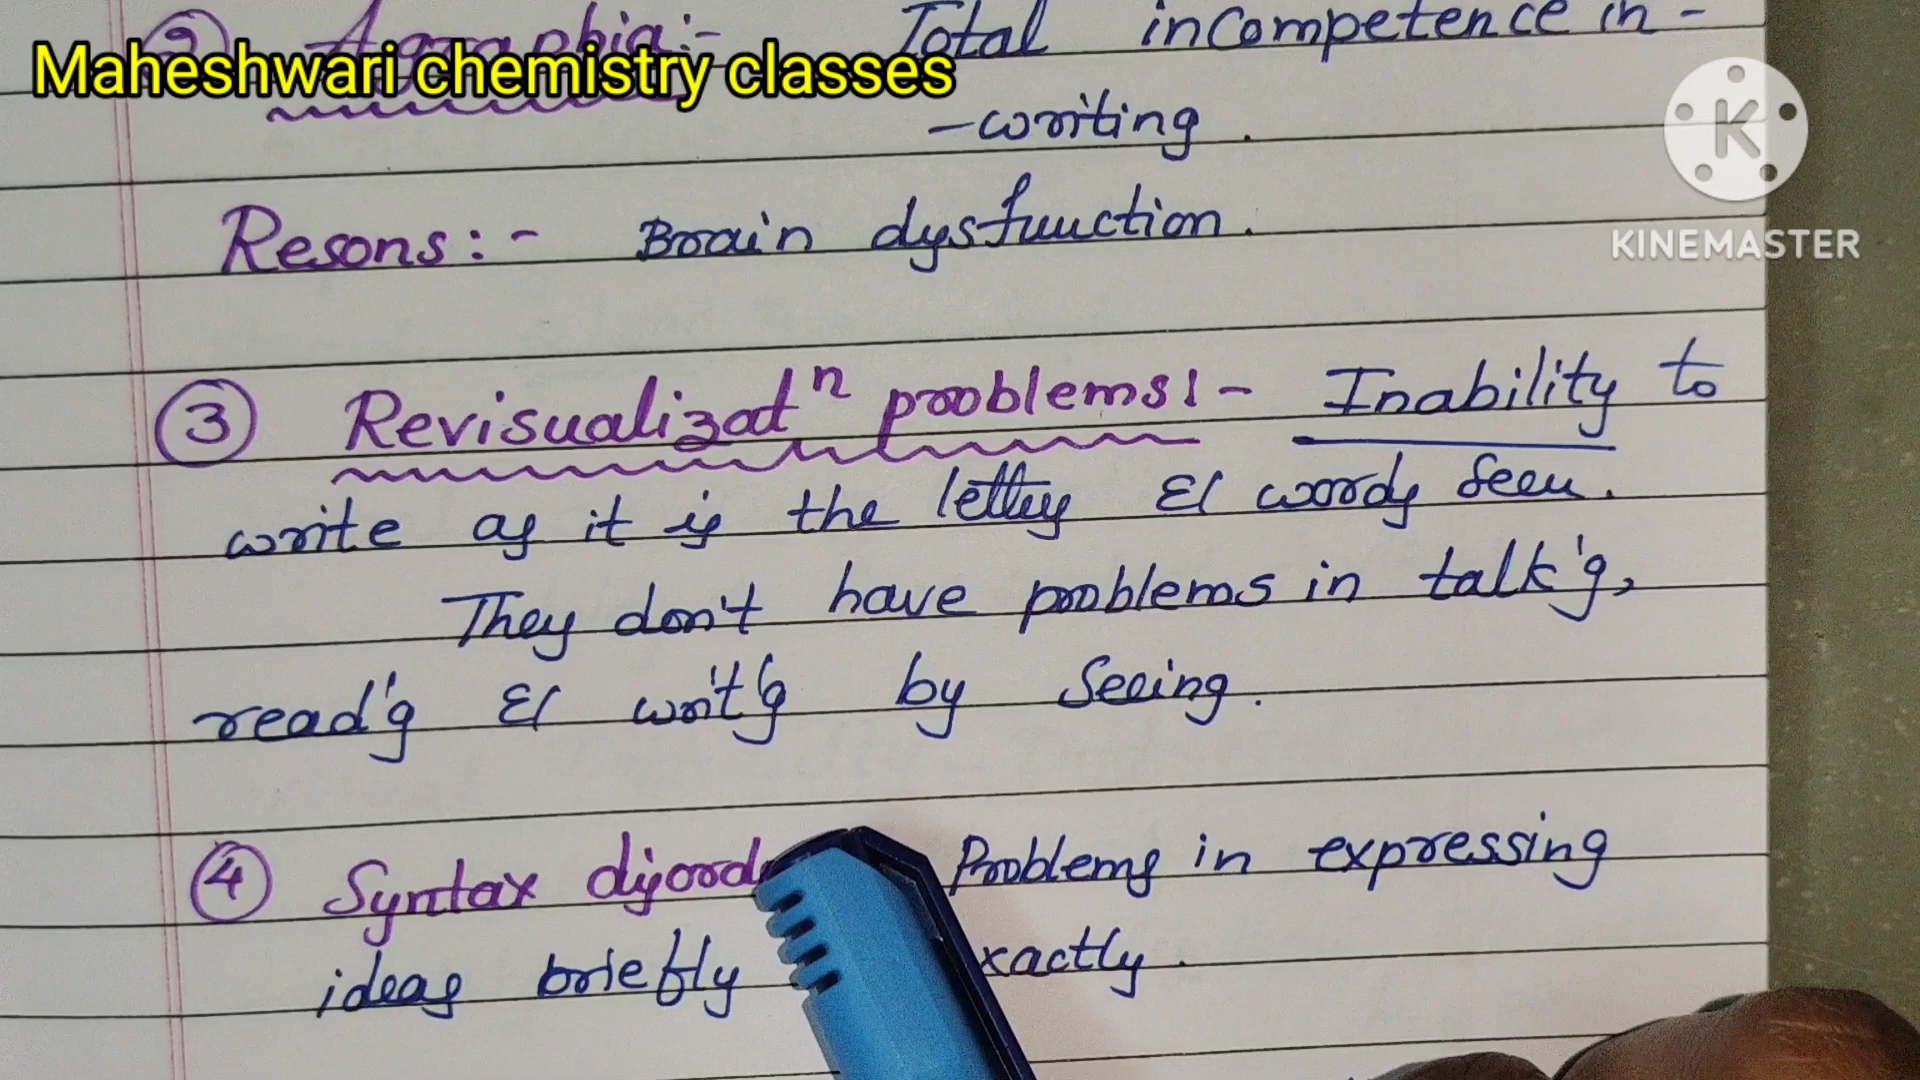 ② Agraphia:- Total incompetence in-
Maheshwari chemistry classes
-writing.
K
KINEMASTER
Resons:- Brain dysfunction.
③ Revisualizatⁿ problems:- Inability to
write as it is the letters & words seen.
They don't have problems in talk'g,
read'g & writ'g by seeing.
④ Syntax disord Problems in expressing
ideas briefly xactly.